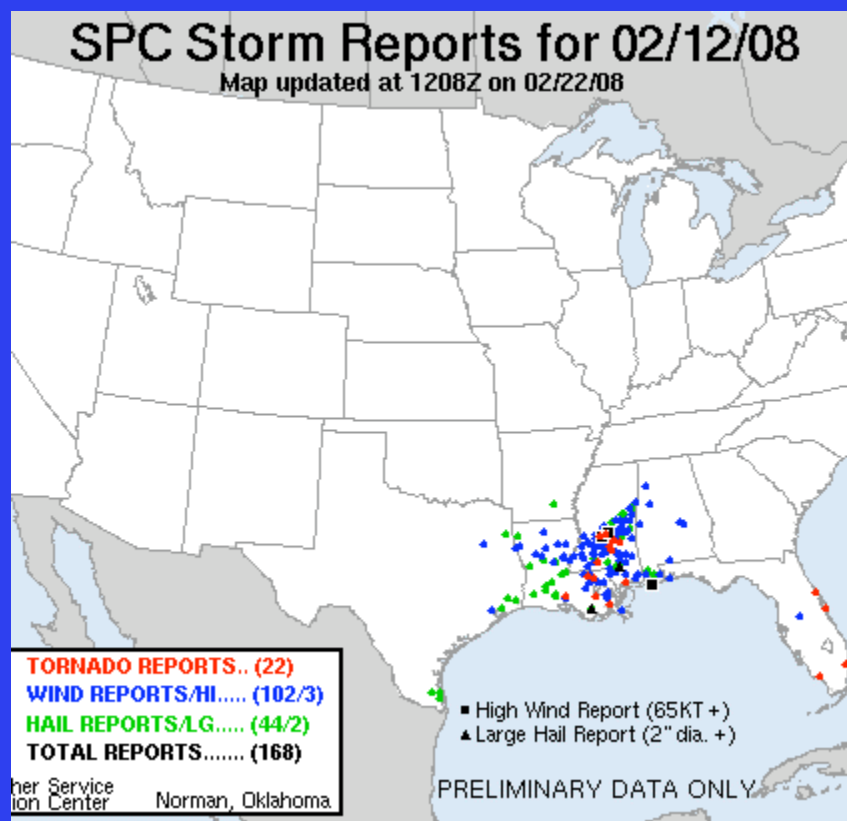 SPC Storm Reports for 02/12/08
Map updated at 1208Z on 02/22/08
TORNADO REPORTS.. (22)
WIND REPORTS/HI..... (102/3)
HAIL REPORTS/LG..... (44/2)
TOTAL REPORTS....... (168)
her Service
ion Center Norman, Oklahoma
■ High Wind Report (65KT +)
▲ Large Hail Report (2" dia. +)
PRELIMINARY DATA ONLY